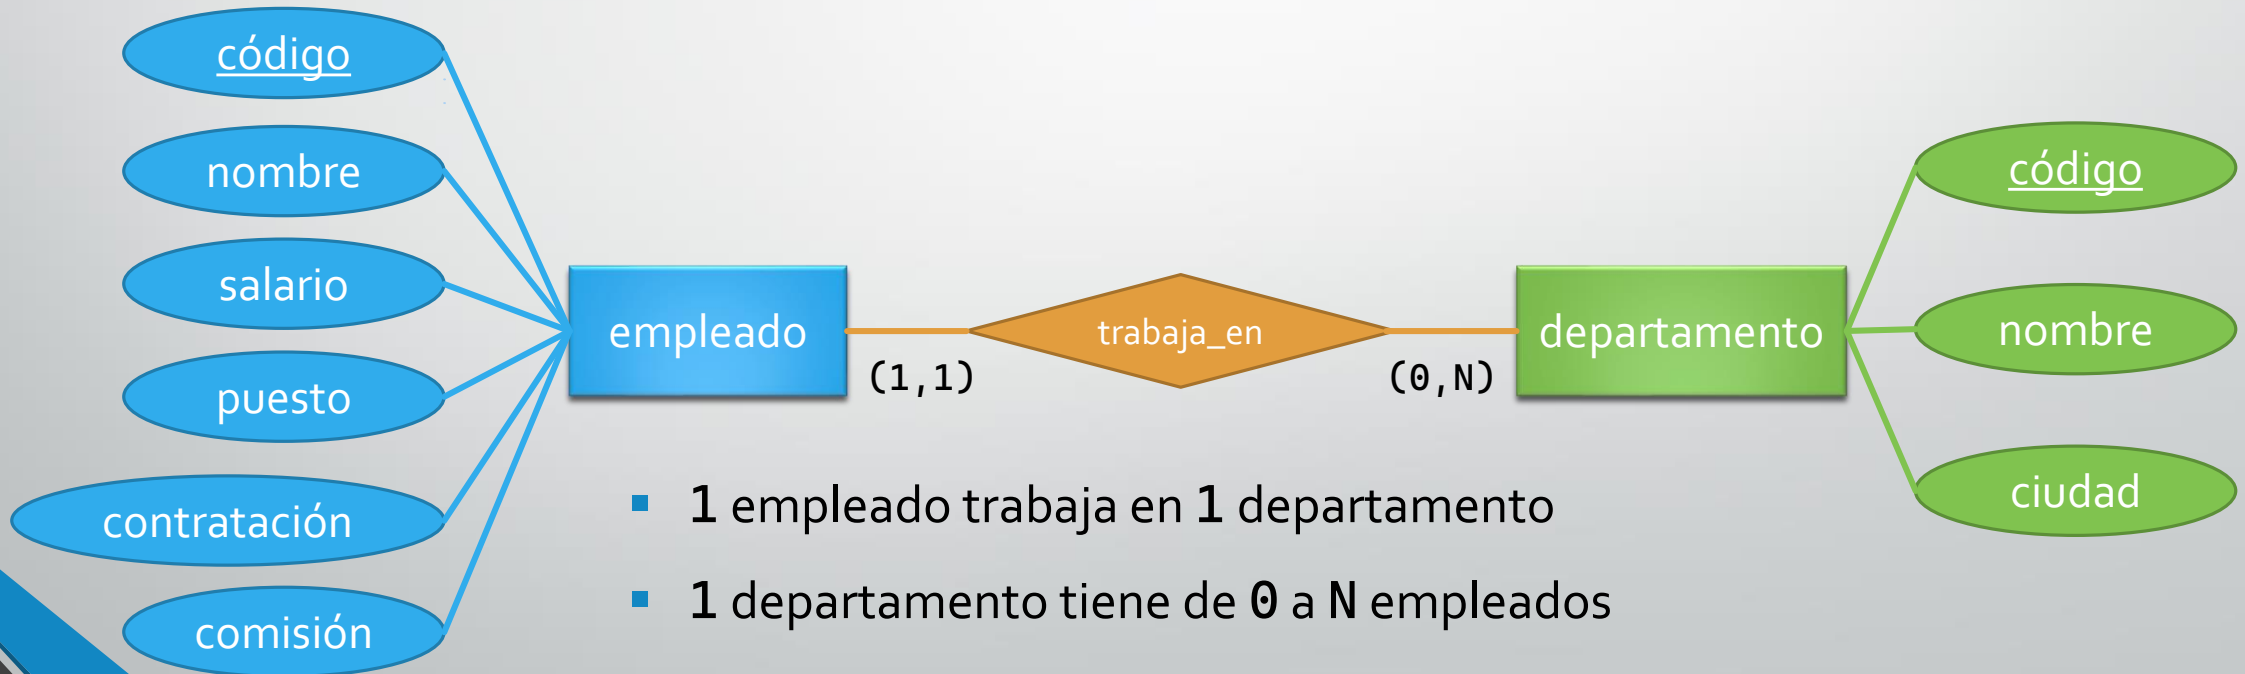 código
nombre
salario
puesto
contratación
comisión
empleado
(1,1)
trabaja_en
(0,N)
departamento
código
nombre
ciudad
1 empleado trabaja en 1 departamento
1 departamento tiene de 0 a N empleados